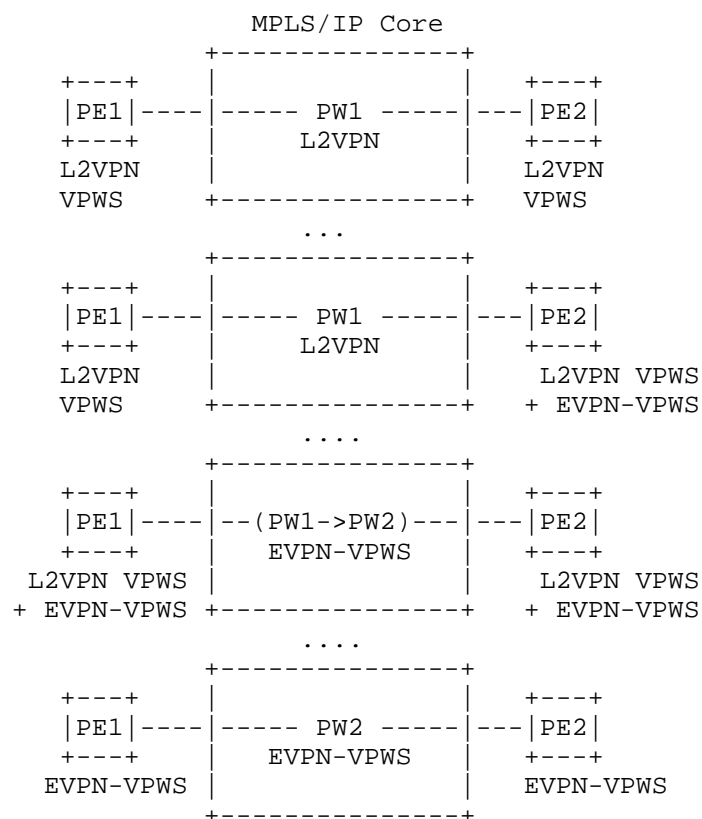 MPLS/IP Core
               +---------------+
     +---+     |               |     +---+
     |PE1|----|----- PW1 -----|---|PE2|
     +---+     |     L2VPN     |     +---+
     L2VPN     |               |     L2VPN
     VPWS      +---------------+     VPWS
                      ...
               +---------------+
     +---+     |               |     +---+
     |PE1|----|----- PW1 -----|---|PE2|
     +---+     |     L2VPN     |     +---+
     L2VPN     |               |     L2VPN VPWS
     VPWS      +---------------+     + EVPN-VPWS
                      ....
               +---------------+
     +---+     |               |     +---+
     |PE1|----|--(PW1->PW2)---|---|PE2|
     +---+     |   EVPN-VPWS   |     +---+
  L2VPN VPWS   |               |     L2VPN VPWS
 + EVPN-VPWS   +---------------+     + EVPN-VPWS
                      ....
               +---------------+
     +---+     |               |     +---+
     |PE1|----|----- PW2 -----|---|PE2|
     +---+     |   EVPN-VPWS   |     +---+
   EVPN-VPWS   |               |     EVPN-VPWS
               +---------------+